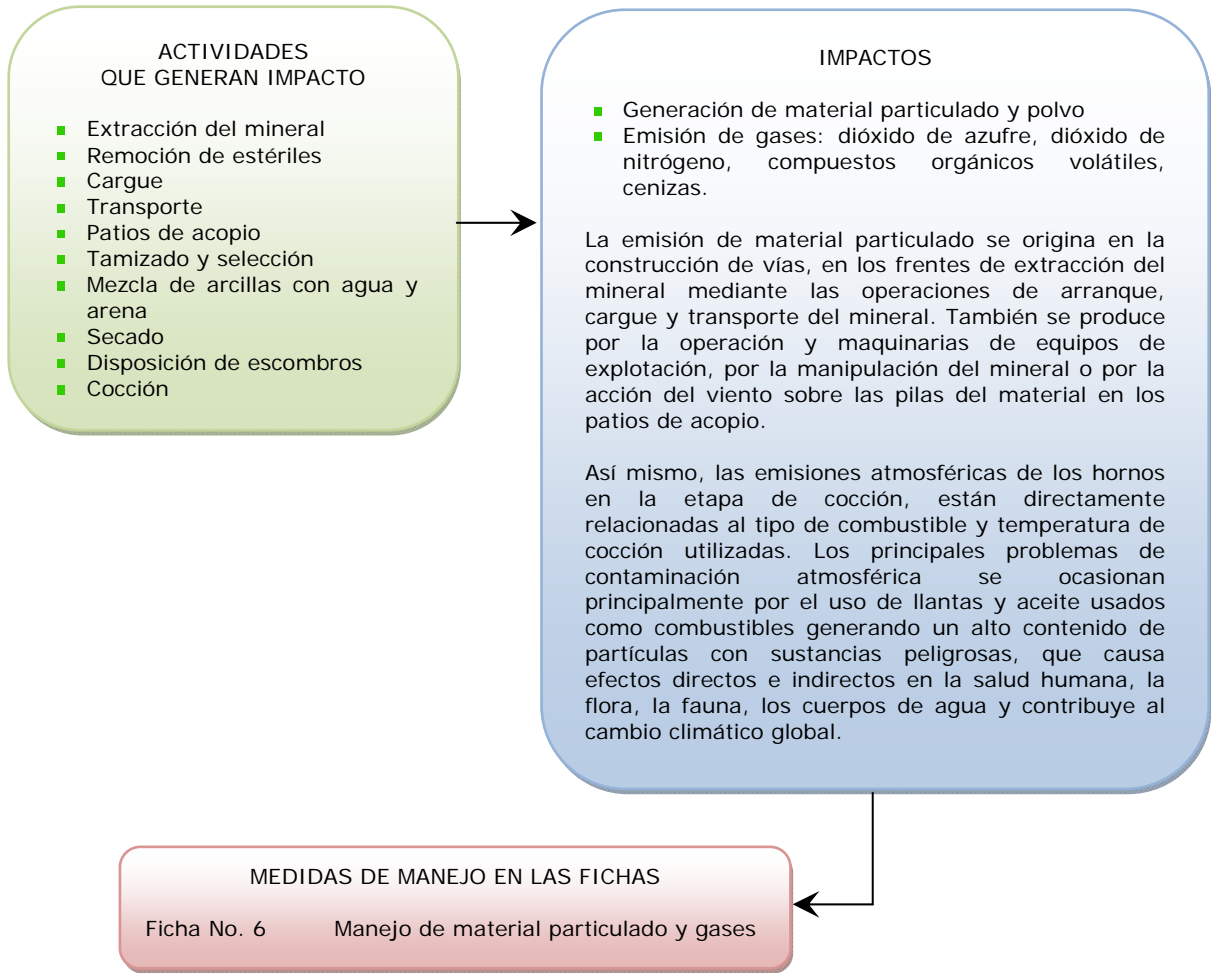 ACTIVIDADES
QUE GENERAN IMPACTO
Extracción del mineral
Remoción de estériles
Cargue
Transporte
Patios de acopio
Tamizado y selección
Mezcla de arcillas con agua y
arena
Secado
Disposición de escombros
Cocción
IMPACTOS
Generación de material particulado y polvo
Emisión de gases: dióxido de azufre, dióxido de
nitrógeno, compuestos orgánicos volátiles,
cenizas.
La emisión de material particulado se origina en la
construcción de vías, en los frentes de extracción del
mineral mediante las operaciones de arranque,
cargue y transporte del mineral. También se produce
por la operación y maquinarias de equipos de
explotación, por la manipulación del mineral o por la
acción del viento sobre las pilas del material en los
patios de acopio.
Así mismo, las emisiones atmosféricas de los hornos
en la etapa de cocción, están directamente
relacionadas al tipo de combustible y temperatura de
cocción utilizadas. Los principales problemas de
contaminación atmosférica se ocasionan
principalmente por el uso de llantas y aceite usados
como combustibles generando un alto contenido de
partículas con sustancias peligrosas, que causa
efectos directos e indirectos en la salud humana, la
flora, la fauna, los cuerpos de agua y contribuye al
cambio climático global.
MEDIDAS DE MANEJO EN LAS FICHAS
Ficha No. 6 Manejo de material particulado y gases